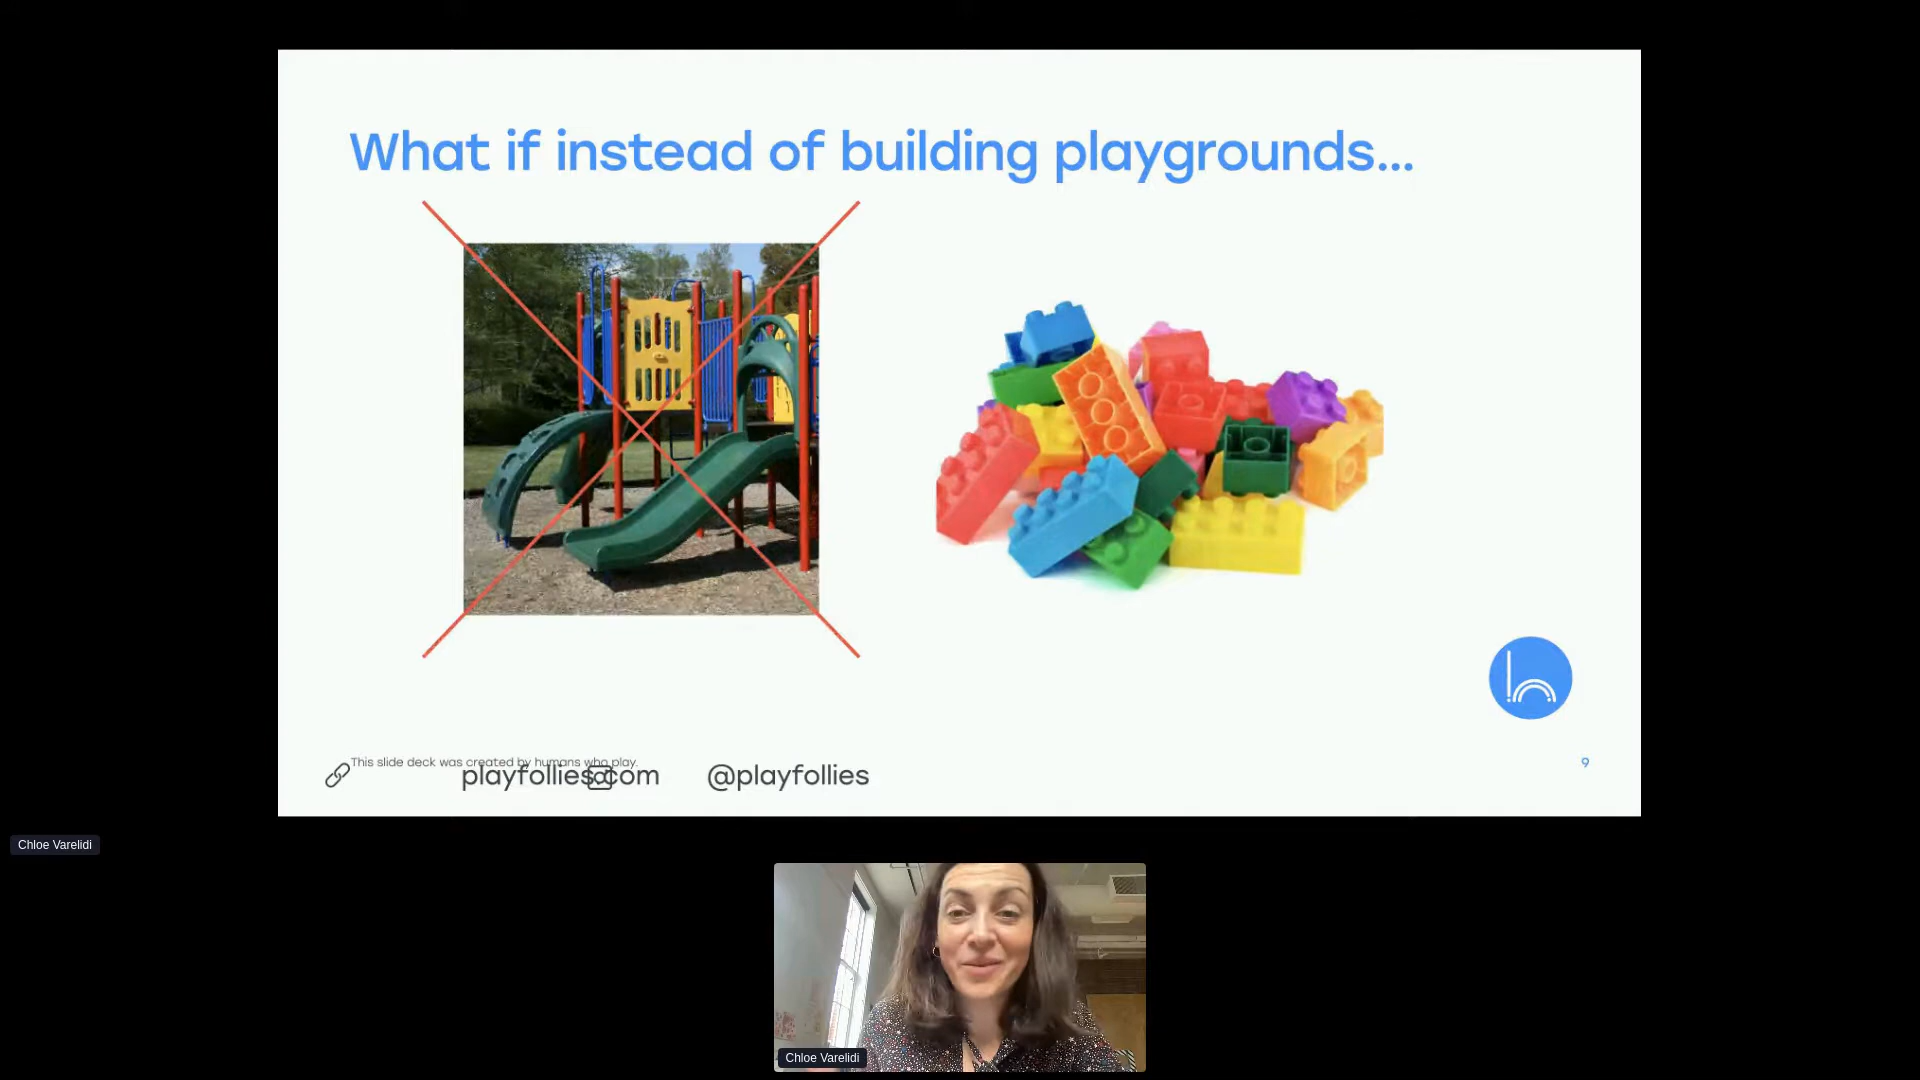 What if instead of building playgrounds...
This slide deck was created by humans who play.
playfollies.com
@playfollies
9
Chloe Varelidi
Chloe Varelidi